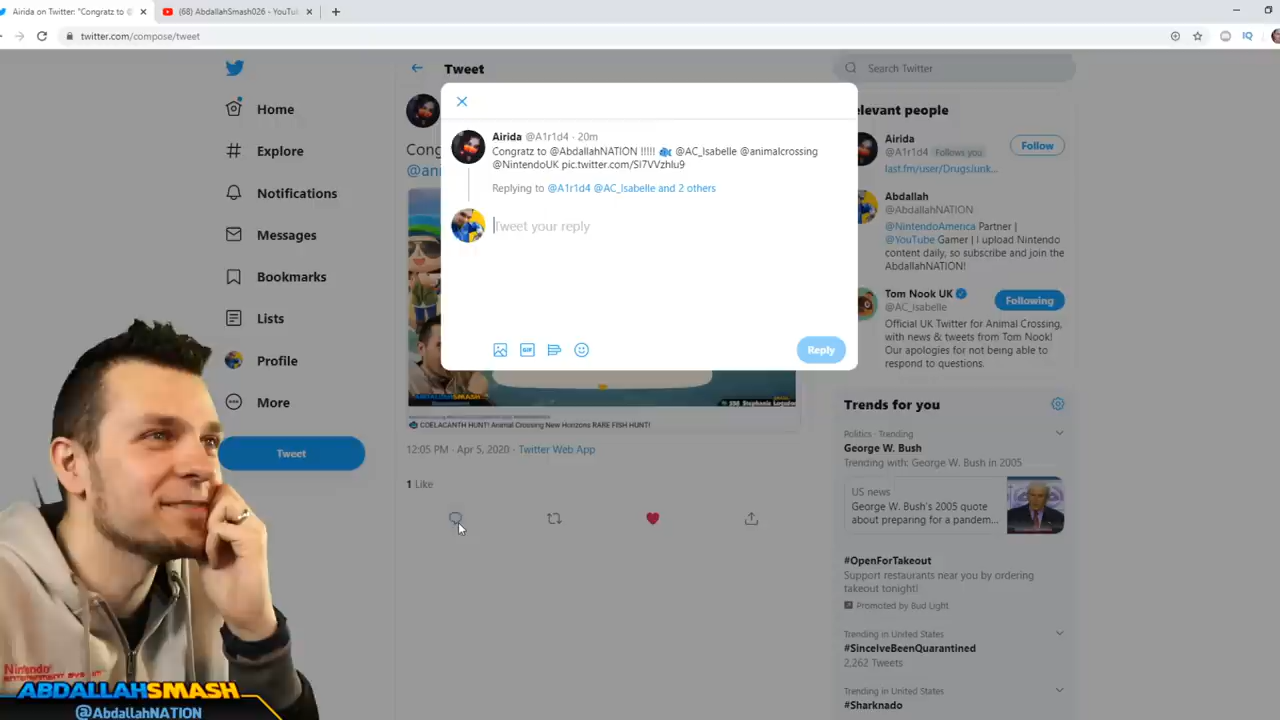 Airida on Twitter: "Congratz to @
(68) AbdallahSmash026 - YouTu
twitter.com/compose/tweet
IQ
Home
Explore
Notifications
Messages
Bookmarks
Lists
Profile
More
Tweet
Tweet
Airida @A1r1d4 · 20m
Congratz to @AbdallahNATION !!!!! 🐟 @AC_Isabelle @animalcrossing
@NintendoUK pic.twitter.com/SI7VVzhlu9
Replying to @A1r1d4 @AC_Isabelle and 2 others
Tweet your reply
GIF
Reply
Cong
@ani
ABDALLAHSMASH
COELACANTH HUNT! Animal Crossing New Horizons RARE FISH HUNT!
12:05 PM · Apr 5, 2020 · Twitter Web App
1 Like
Search Twitter
elevant people
Airida
@A1r1d4 Follows you
Follow
last.fm/user/DrugsJunk...
Abdallah
@AbdallahNATION
@NintendoAmerica Partner |
@YouTube Gamer | I upload Nintendo
content daily, so subscribe and join the
AbdallahNATION!
Tom Nook UK
@AC_Isabelle
Following
Official UK Twitter for Animal Crossing,
with news & tweets from Tom Nook!
Our apologies for not being able to
respond to questions.
Trends for you
Politics · Trending
George W. Bush
Trending with: George W. Bush in 2005
US news
George W. Bush's 2005 quote
about preparing for a pandem...
#OpenForTakeout
Support restaurants near you by ordering
takeout tonight!
Promoted by Bud Light
Trending in United States
#SinceIveBeenQuarantined
2,262 Tweets
Trending in United States
#Sharknado
Nintendo
ENTERTAINMENT SYSTEM
ABDALLAHSMASH
@AbdallahNATION